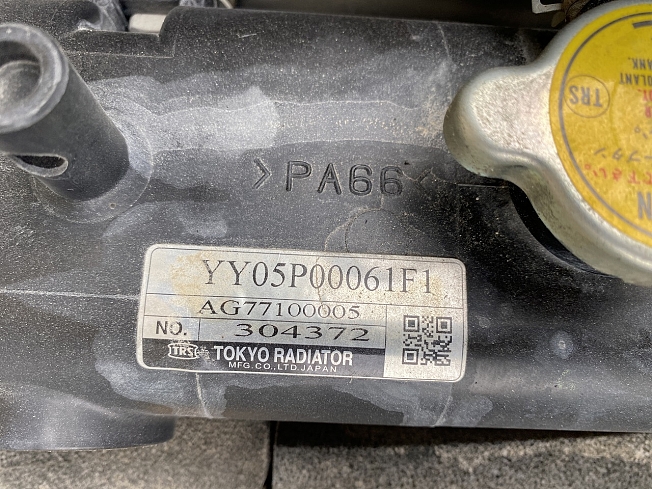 >PA66
YY05P00061F1
AG77100005
NO. 304372
TRS TOKYO RADIATOR
MFG.CO.,LTD.JAPAN
TRS